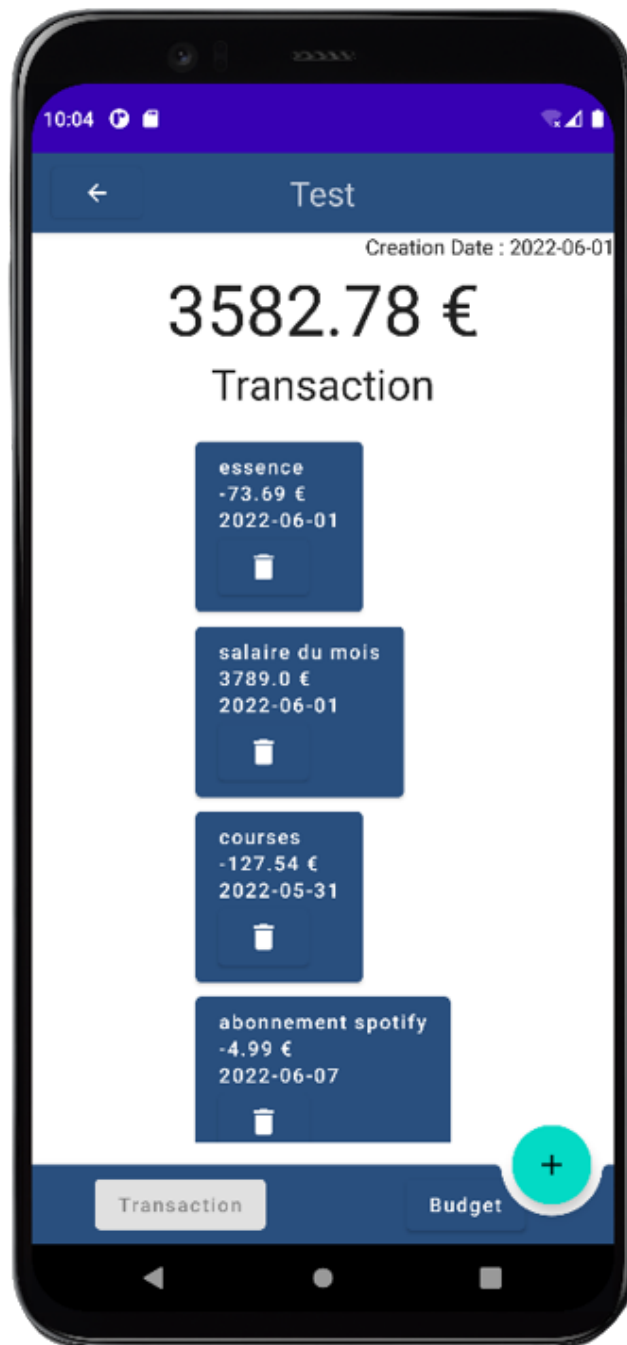 10:04
Test
Creation Date : 2022-06-01
3582.78 €
Transaction
essence
-73.69 €
2022-06-01
salaire du mois
3789.0 €
2022-06-01
courses
-127.54 €
2022-05-31
abonnement spotify
-4.99 €
2022-06-07
Transaction
Budget
+